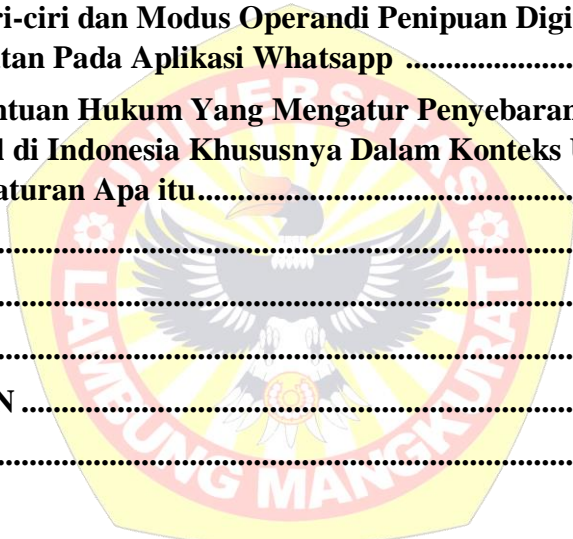 ri-ciri dan Modus Operandi Penipuan Digi
tan Pada Aplikasi Whatsapp ........................
ntuan Hukum Yang Mengatur Penyebaran
l di Indonesia Khususnya Dalam Konteks U
aturan Apa itu......................................................
................................................................................
................................................................................
................................................................................
N ............................................................................
................................................................................
UNIVERSITAS
LAMBUNG MANGKURAT